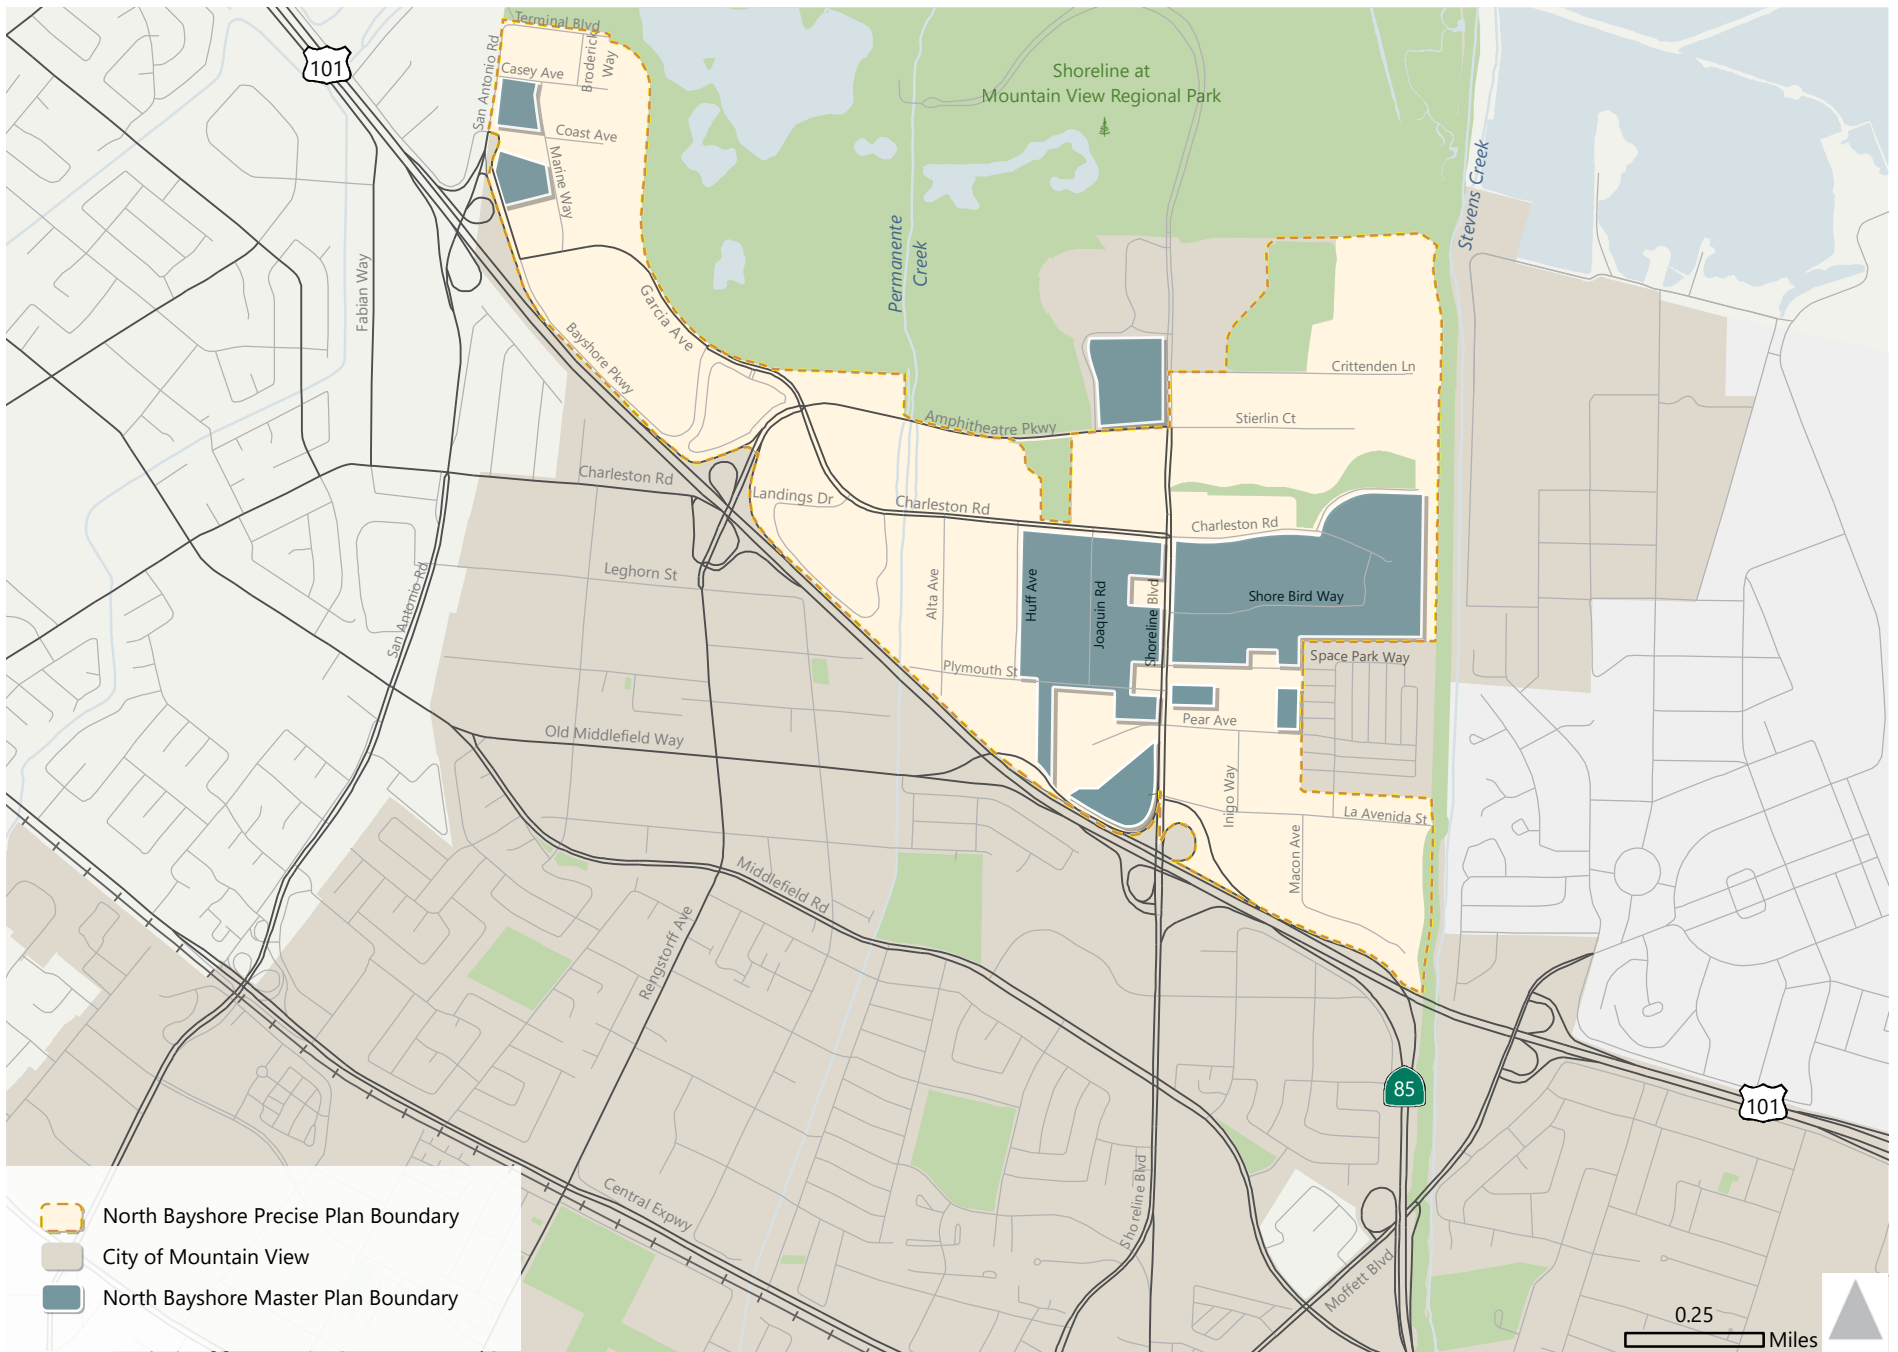 Terminal Blvd
Broderick
Way
San Antonio Rd
101
Casey Ave
Coast Ave
Marine Way
Shoreline at
Mountain View Regional Park
Stevens Creek
Permanente
Creek
Fabian Way
Garcia Ave
Bayshore Pkwy
Crittenden Ln
Stierlin Ct
Amphitheatre Pkwy
Charleston Rd
Landings Dr
Charleston Rd
Charleston Rd
Leghorn St
San Antonio Rd
Alta Ave
Huff Ave
Joaquin Rd
Shoreline Blvd
Shore Bird Way
Space Park Way
Plymouth St
Pear Ave
Old Middlefield Way
Inigo Way
La Avenida St
Macon Ave
Middlefield Rd
Rengstorff Ave
85
101
Central Expwy
Shoreline Blvd
Moffett Blvd
North Bayshore Precise Plan Boundary
City of Mountain View
North Bayshore Master Plan Boundary
0.25
Miles